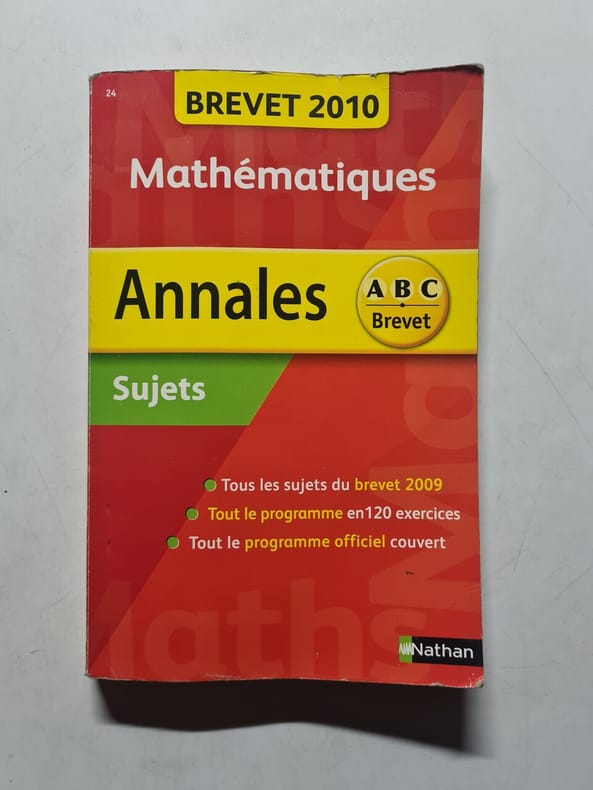 24
BREVET 2010
Mathématiques
Annales
A B C
Brevet
Sujets
Tous les sujets du brevet 2009
Tout le programme en120 exercices
Tout le programme officiel couvert
Nathan
Maths